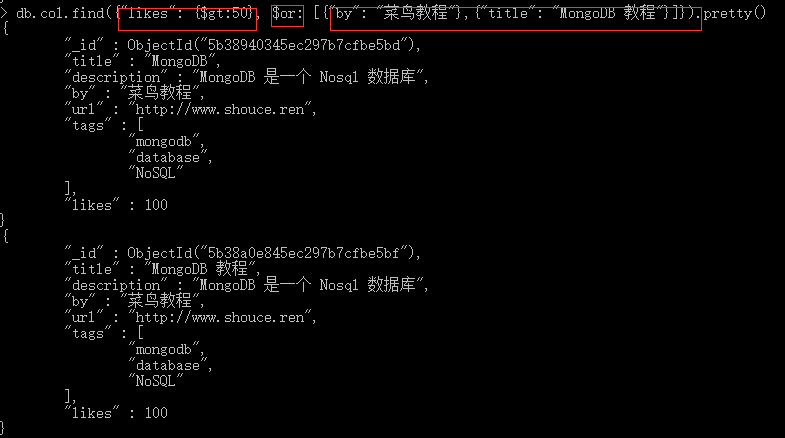 > db.col.find({"likes": {$gt:50}, $or: [{"by": "菜鸟教程"},{"title": "MongoDB 教程"}]}).pretty()
{
"_id" : ObjectId("5b38940345ec297b7cfbe5bd"),
"title" : "MongoDB",
"description" : "MongoDB 是一个 Nosql 数据库",
"by" : "菜鸟教程",
"url" : "http://www.shouce.ren",
"tags" : [
"mongodb",
"database",
"NoSQL"
],
"likes" : 100
}
{
"_id" : ObjectId("5b38a0e845ec297b7cfbe5bf"),
"title" : "MongoDB 教程",
"description" : "MongoDB 是一个 Nosql 数据库",
"by" : "菜鸟教程",
"url" : "http://www.shouce.ren",
"tags" : [
"mongodb",
"database",
"NoSQL"
],
"likes" : 100
}